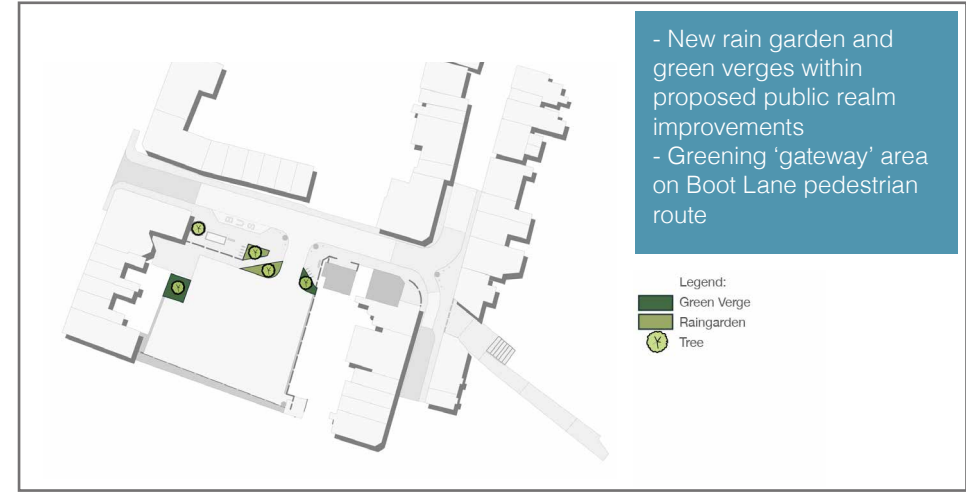 - New rain garden and
green verges within
proposed public realm
improvements
- Greening ‘gateway’ area
on Boot Lane pedestrian
route
Legend:
Green Verge
Raingarden
Tree